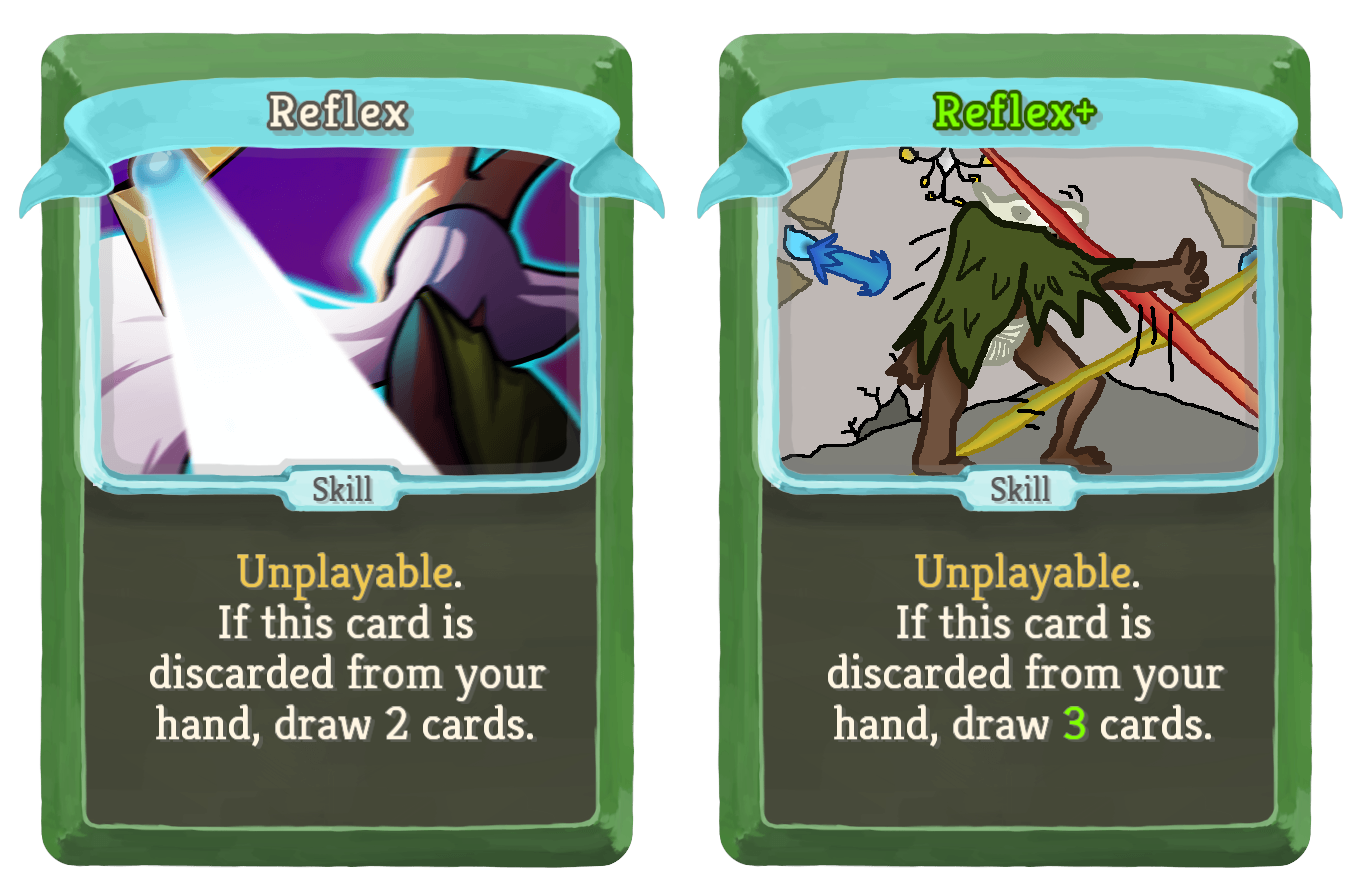 Reflex
Skill
Unplayable.
If this card is
discarded from your
hand, draw 2 cards.
Reflex+
Skill
Unplayable.
If this card is
discarded from your
hand, draw 3 cards.